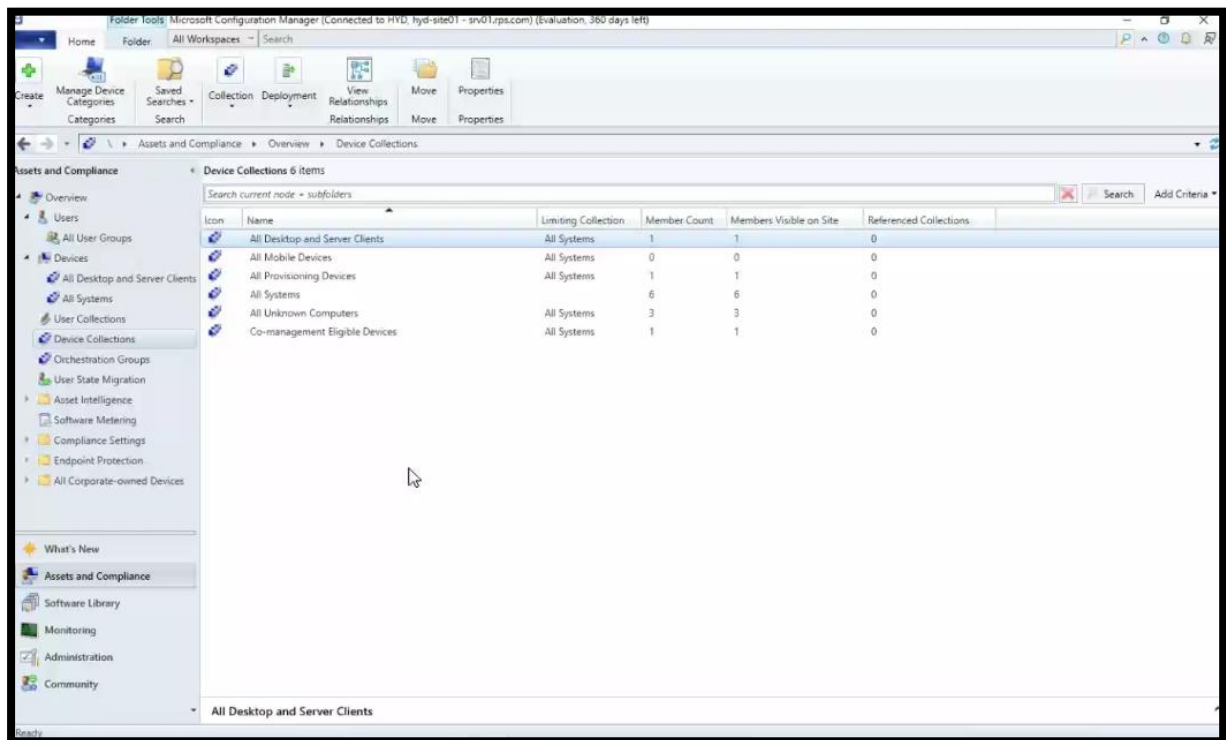 Folder Tools Microsoft Configuration Manager (Connected to HYD, hyd-site01 - srv01.rps.com) (Evaluation, 360 days left)
Home Folder All Workspaces Search
Create Manage Device Categories Saved Searches Collection Deployment View Relationships Move Properties
Categories Search Relationships Move Properties
\ Assets and Compliance Overview Device Collections
Assets and Compliance
Overview
Users
All User Groups
Devices
All Desktop and Server Clients
All Systems
User Collections
Device Collections
Orchestration Groups
User State Migration
Asset Intelligence
Software Metering
Compliance Settings
Endpoint Protection
All Corporate-owned Devices
What's New
Assets and Compliance
Software Library
Monitoring
Administration
Community
Device Collections 6 items
Search current node + subfolders Search Add Criteria
Icon Name Limiting Collection Member Count Members Visible on Site Referenced Collections
All Desktop and Server Clients All Systems 1 1 0
All Mobile Devices All Systems 0 0 0
All Provisioning Devices All Systems 1 1 0
All Systems 6 6 0
All Unknown Computers All Systems 3 3 0
Co-management Eligible Devices All Systems 1 1 0
All Desktop and Server Clients
Ready